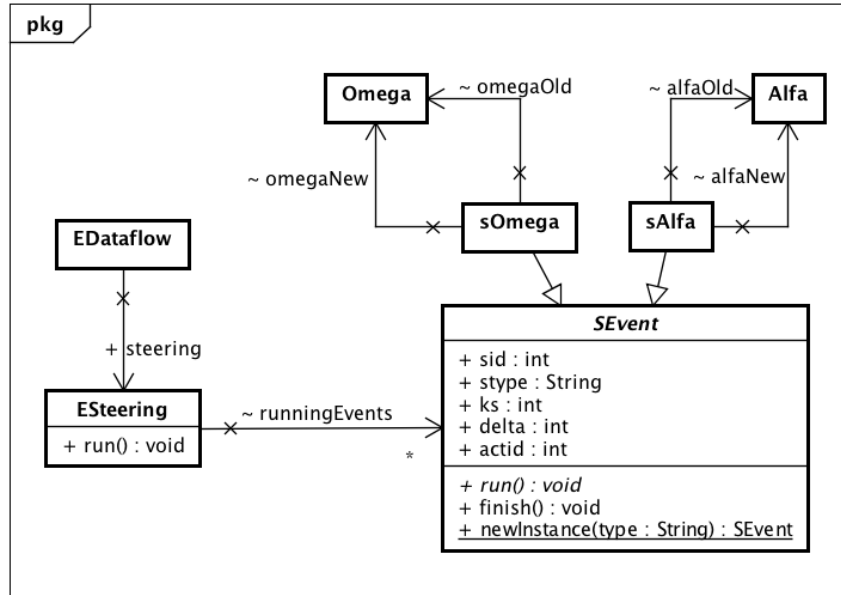 pkg
Omega
~ omegaOld
~ alfaOld
Alfa
~ omegaNew
~ alfaNew
EDataflow
sOmega
sAlfa
+ steering
SEvent
+ sid : int
+ stype : String
+ ks : int
+ delta : int
+ actid : int
ESteering
+ run() : void
~ runningEvents
*
+ run() : void
+ finish() : void
+ newInstance(type : String) : SEvent